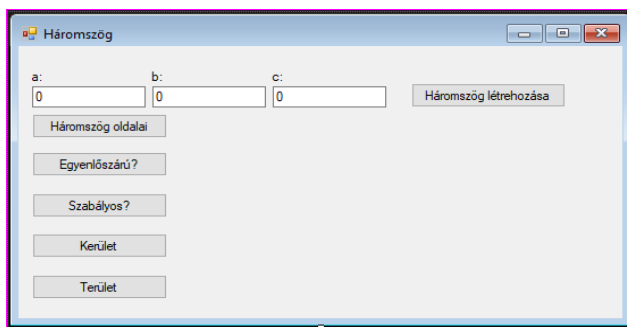 Háromszög
a: b: c:
0 0 0 Háromszög létrehozása
Háromszög oldalai
Egyenlőszárú?
Szabályos?
Kerület
Terület